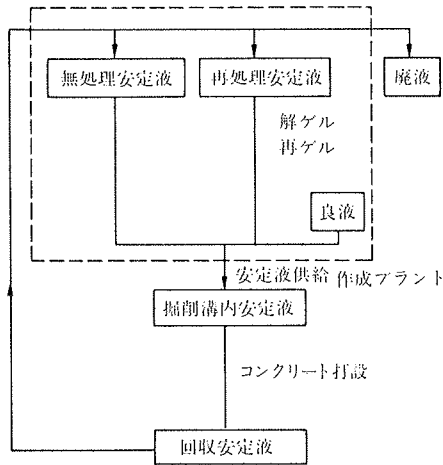 無処理安定液
再処理安定液
廃液
解ゲル
再ゲル
良液
安定液供給 作成プラント
掘削溝内安定液
コンクリート打設
回収安定液